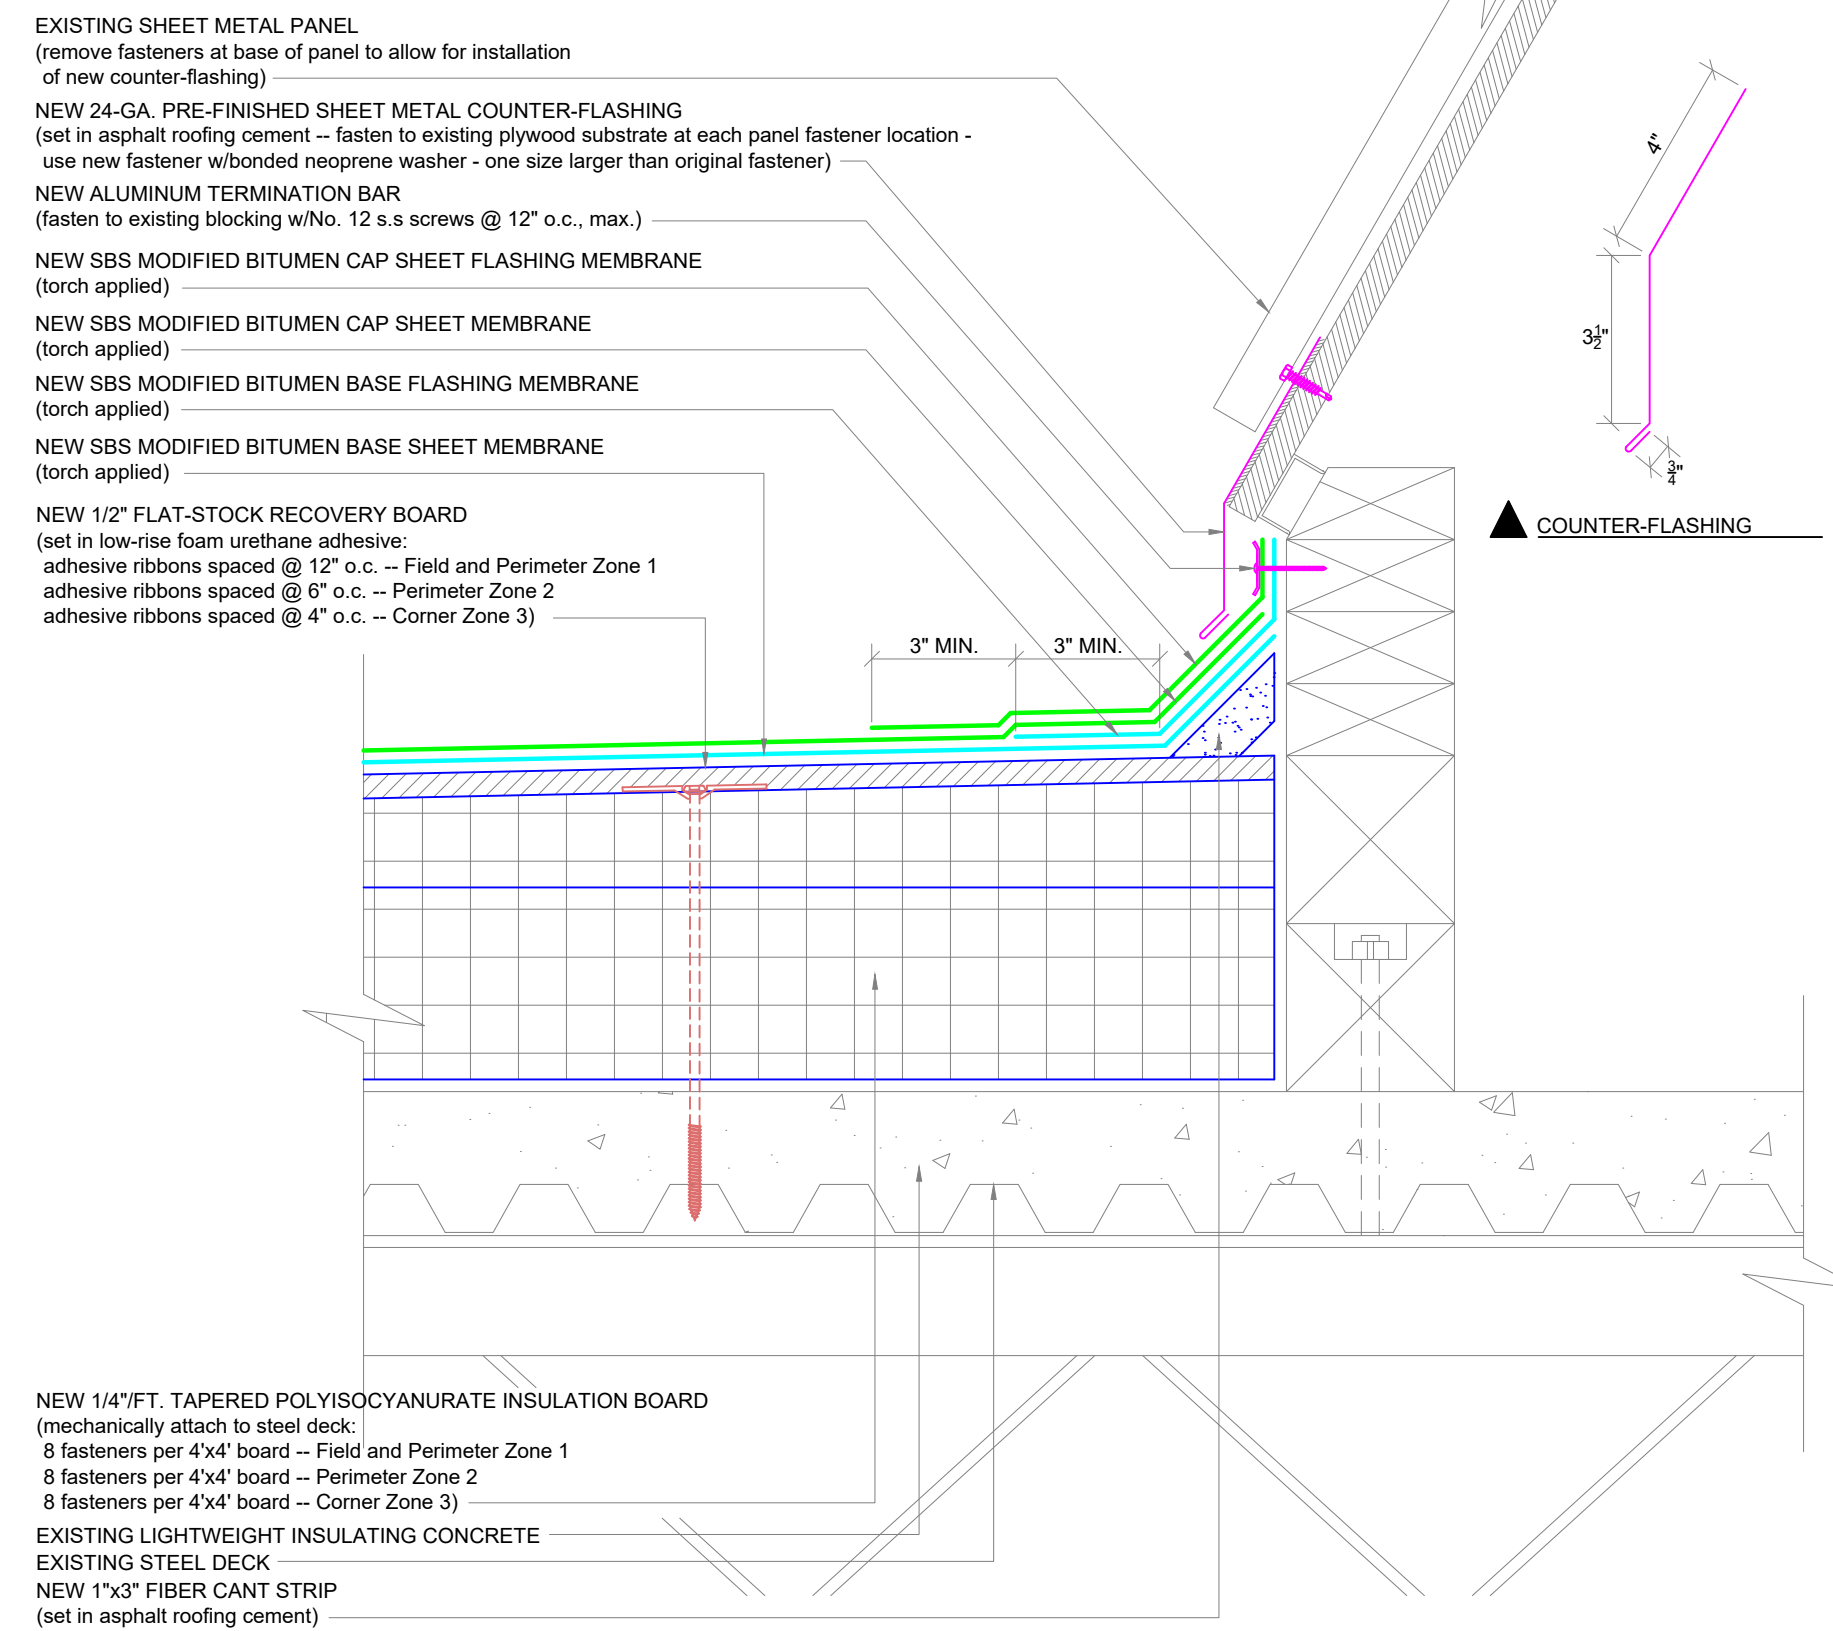 EXISTING SHEET METAL PANEL
(remove fasteners at base of panel to allow for installation
of new counter-flashing)
NEW 24-GA. PRE-FINISHED SHEET METAL COUNTER-FLASHING
(set in asphalt roofing cement -- fasten to existing plywood substrate at each panel fastener location -
use new fastener w/bonded neoprene washer - one size larger than original fastener)
NEW ALUMINUM TERMINATION BAR
(fasten to existing blocking w/No. 12 s.s screws @ 12" o.c., max.)
NEW SBS MODIFIED BITUMEN CAP SHEET FLASHING MEMBRANE
(torch applied)
NEW SBS MODIFIED BITUMEN CAP SHEET MEMBRANE
(torch applied)
NEW SBS MODIFIED BITUMEN BASE FLASHING MEMBRANE
(torch applied)
NEW SBS MODIFIED BITUMEN BASE SHEET MEMBRANE
(torch applied)
NEW 1/2" FLAT-STOCK RECOVERY BOARD
(set in low-rise foam urethane adhesive:
adhesive ribbons spaced @ 12" o.c. -- Field and Perimeter Zone 1
adhesive ribbons spaced @ 6" o.c. -- Perimeter Zone 2
adhesive ribbons spaced @ 4" o.c. -- Corner Zone 3)
3" MIN.
3" MIN.
4"
3 1/2"
3/4"
COUNTER-FLASHING
NEW 1/4"/FT. TAPERED POLYISOCYANURATE INSULATION BOARD
(mechanically attach to steel deck:
8 fasteners per 4'x4' board -- Field and Perimeter Zone 1
8 fasteners per 4'x4' board -- Perimeter Zone 2
8 fasteners per 4'x4' board -- Corner Zone 3)
EXISTING LIGHTWEIGHT INSULATING CONCRETE
EXISTING STEEL DECK
NEW 1"x3" FIBER CANT STRIP
(set in asphalt roofing cement)